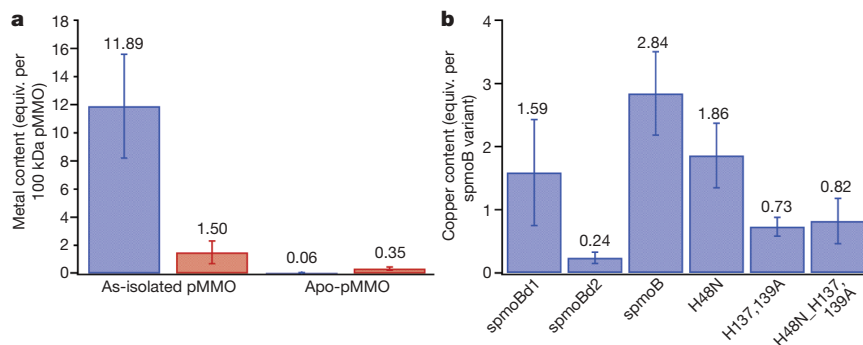 a
Metal content (equiv. per
100 kDa pMMO)
18
16
14
12
10
8
6
4
2
0
11.89
1.50
0.06
0.35
As-isolated pMMO
Apo-pMMO
b
Copper content (equiv. per
spmoB variant)
4
3
2
1
0
1.59
0.24
2.84
1.86
0.73
0.82
spmoBd1
spmoBd2
spmoB
H48N
H137,139A
H48N_H137,
139A